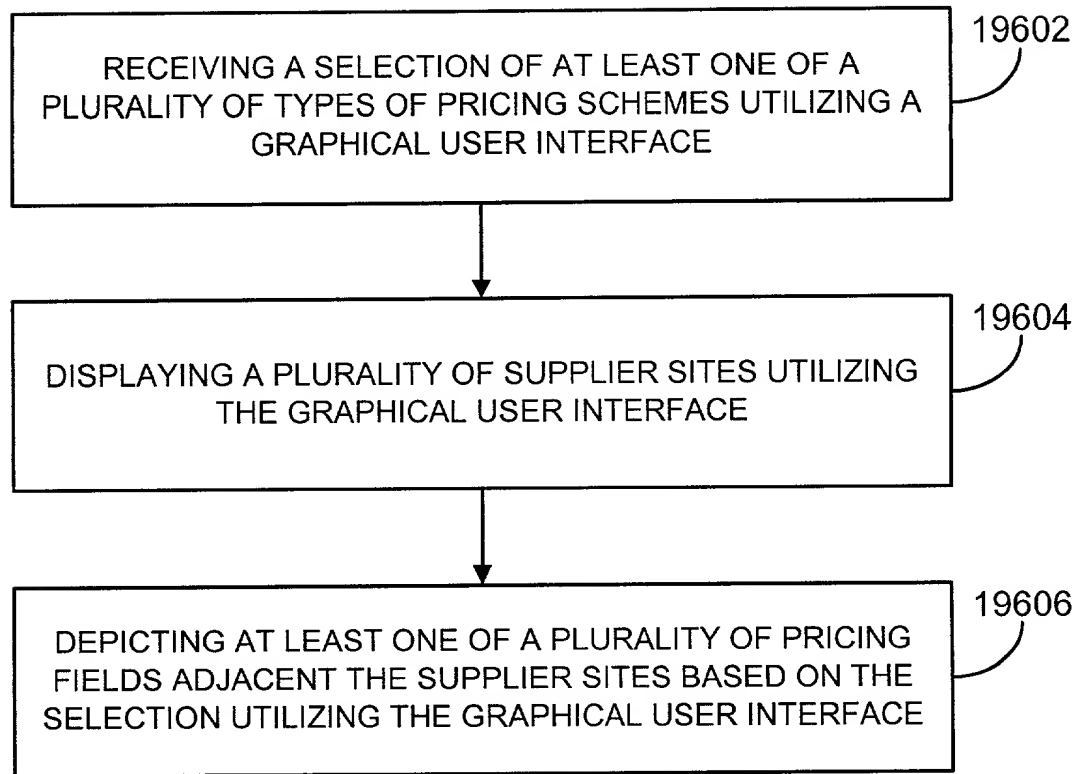 19602
RECEIVING A SELECTION OF AT LEAST ONE OF A
PLURALITY OF TYPES OF PRICING SCHEMES UTILIZING A
GRAPHICAL USER INTERFACE
19604
DISPLAYING A PLURALITY OF SUPPLIER SITES UTILIZING
THE GRAPHICAL USER INTERFACE
19606
DEPICTING AT LEAST ONE OF A PLURALITY OF PRICING
FIELDS ADJACENT THE SUPPLIER SITES BASED ON THE
SELECTION UTILIZING THE GRAPHICAL USER INTERFACE